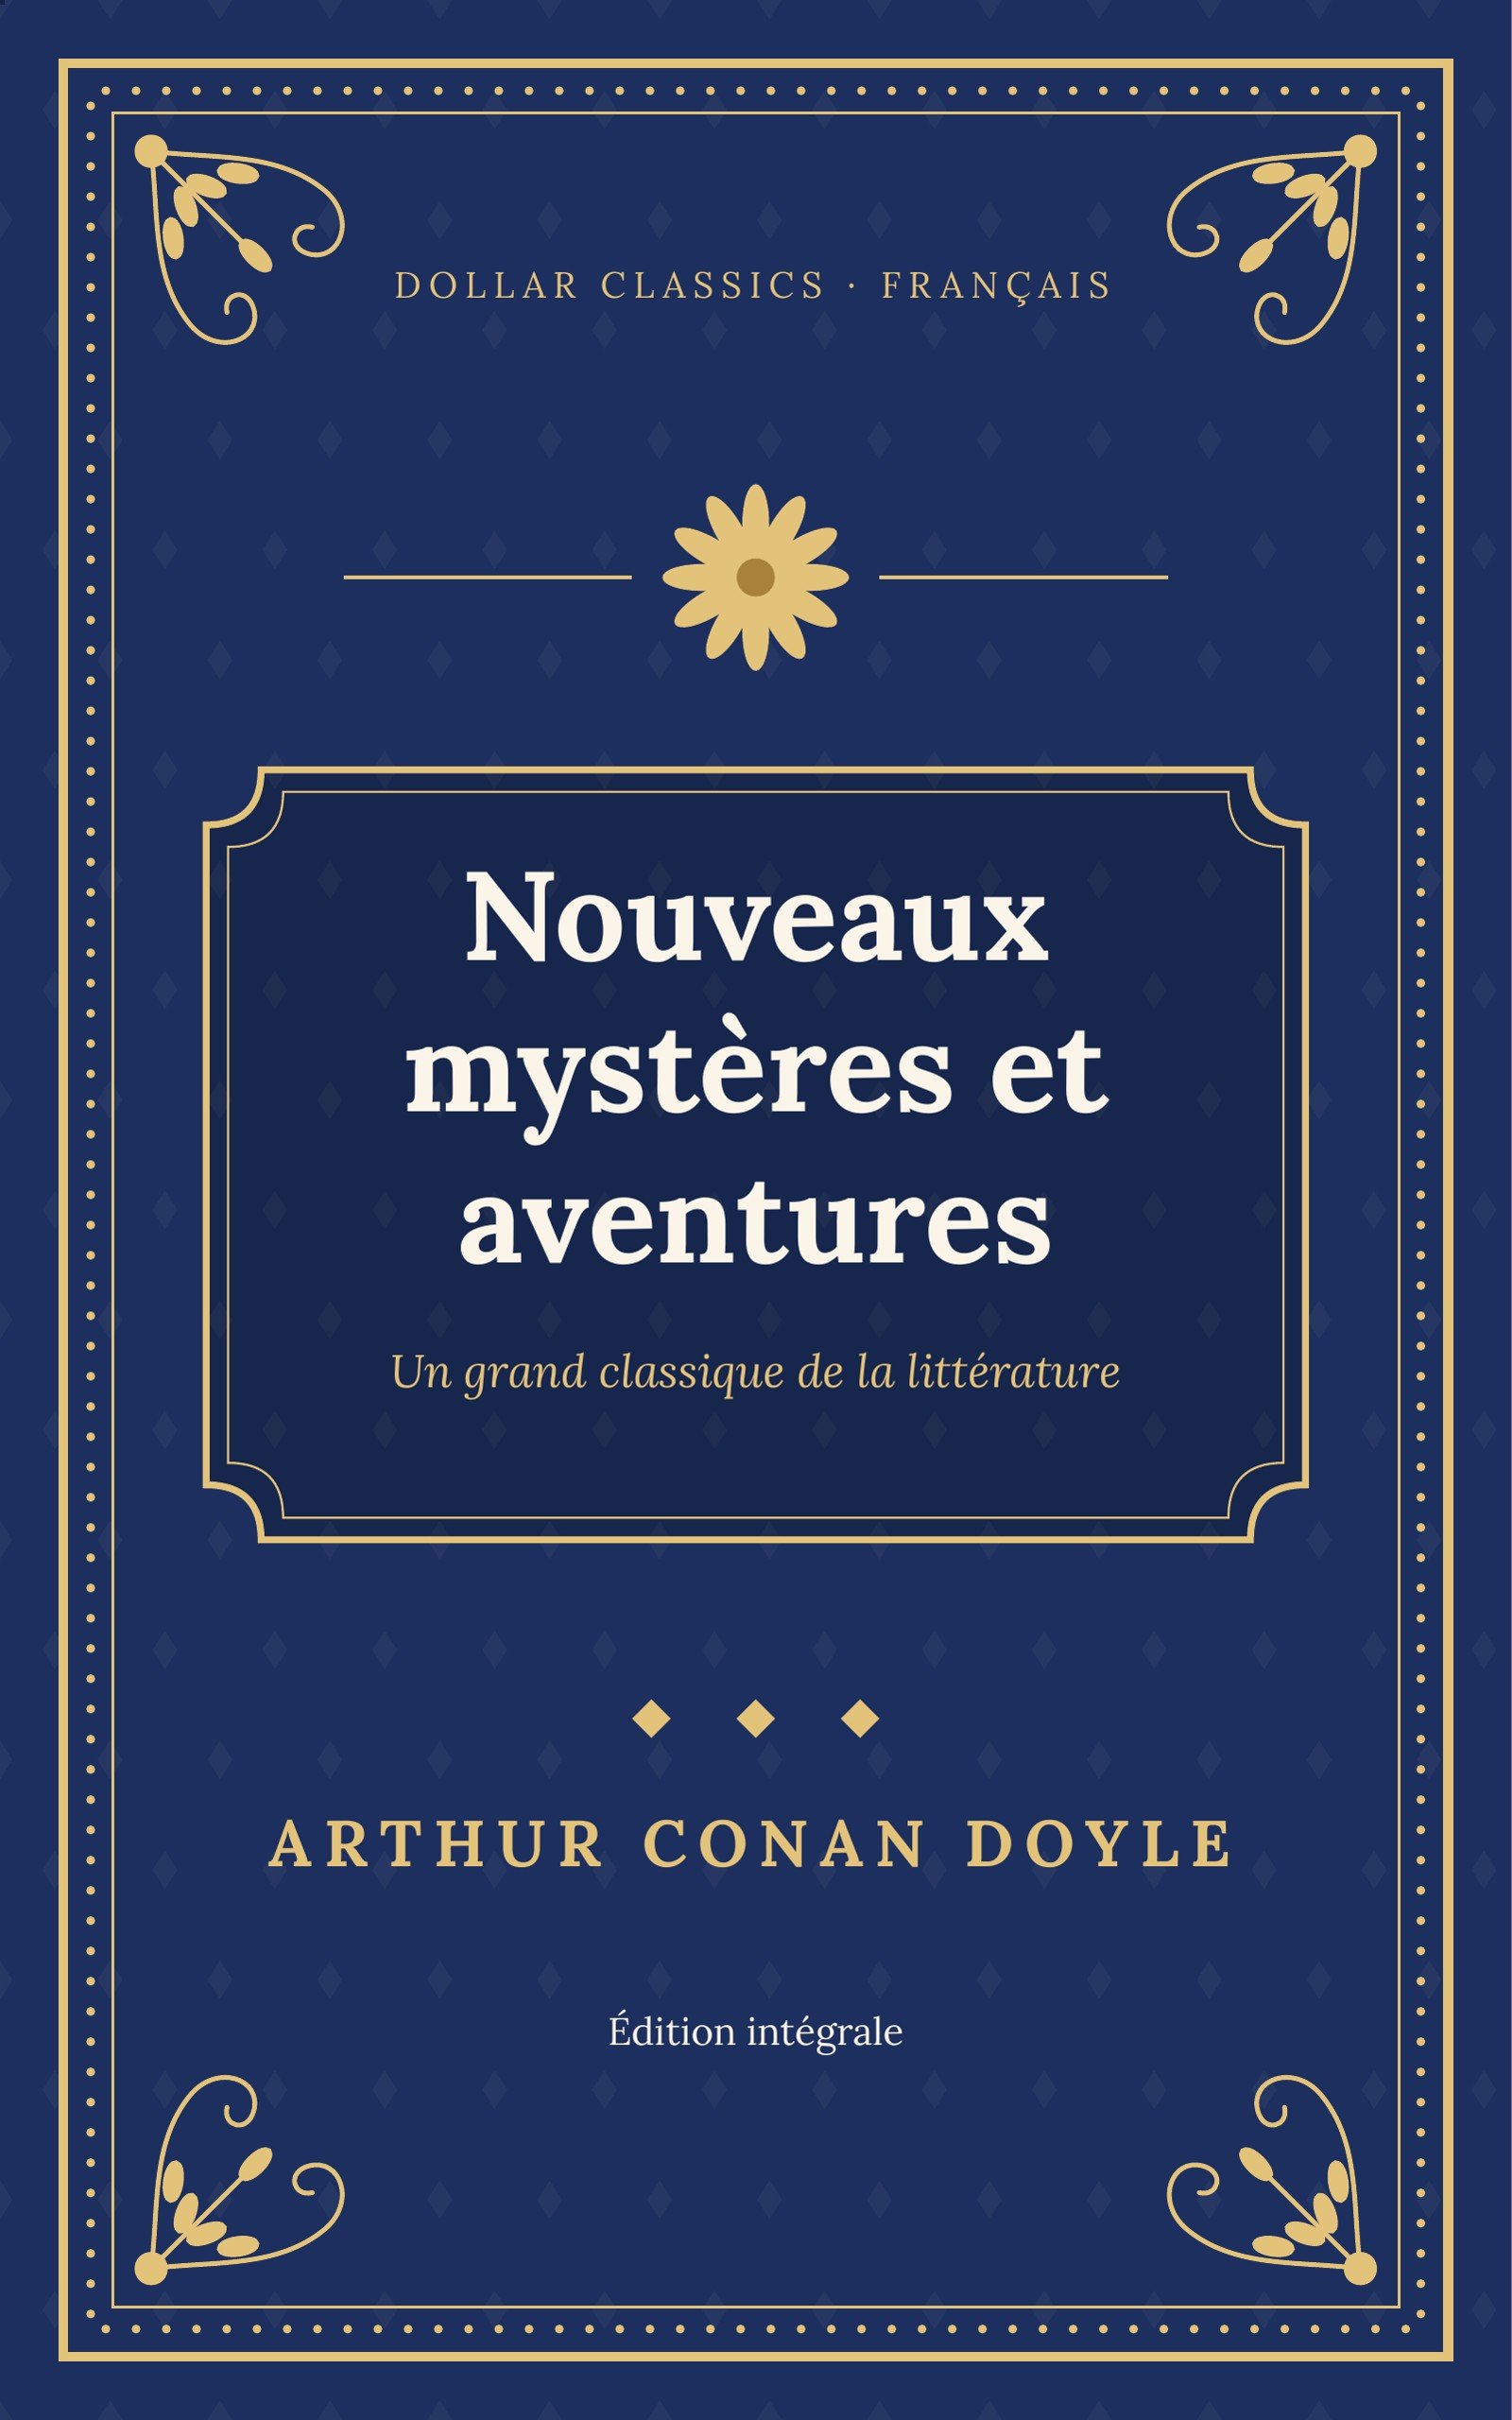 DOLLAR CLASSICS · FRANÇAIS
Nouveaux
mystères et
aventures
Un grand classique de la littérature
ARTHUR CONAN DOYLE
Édition intégrale